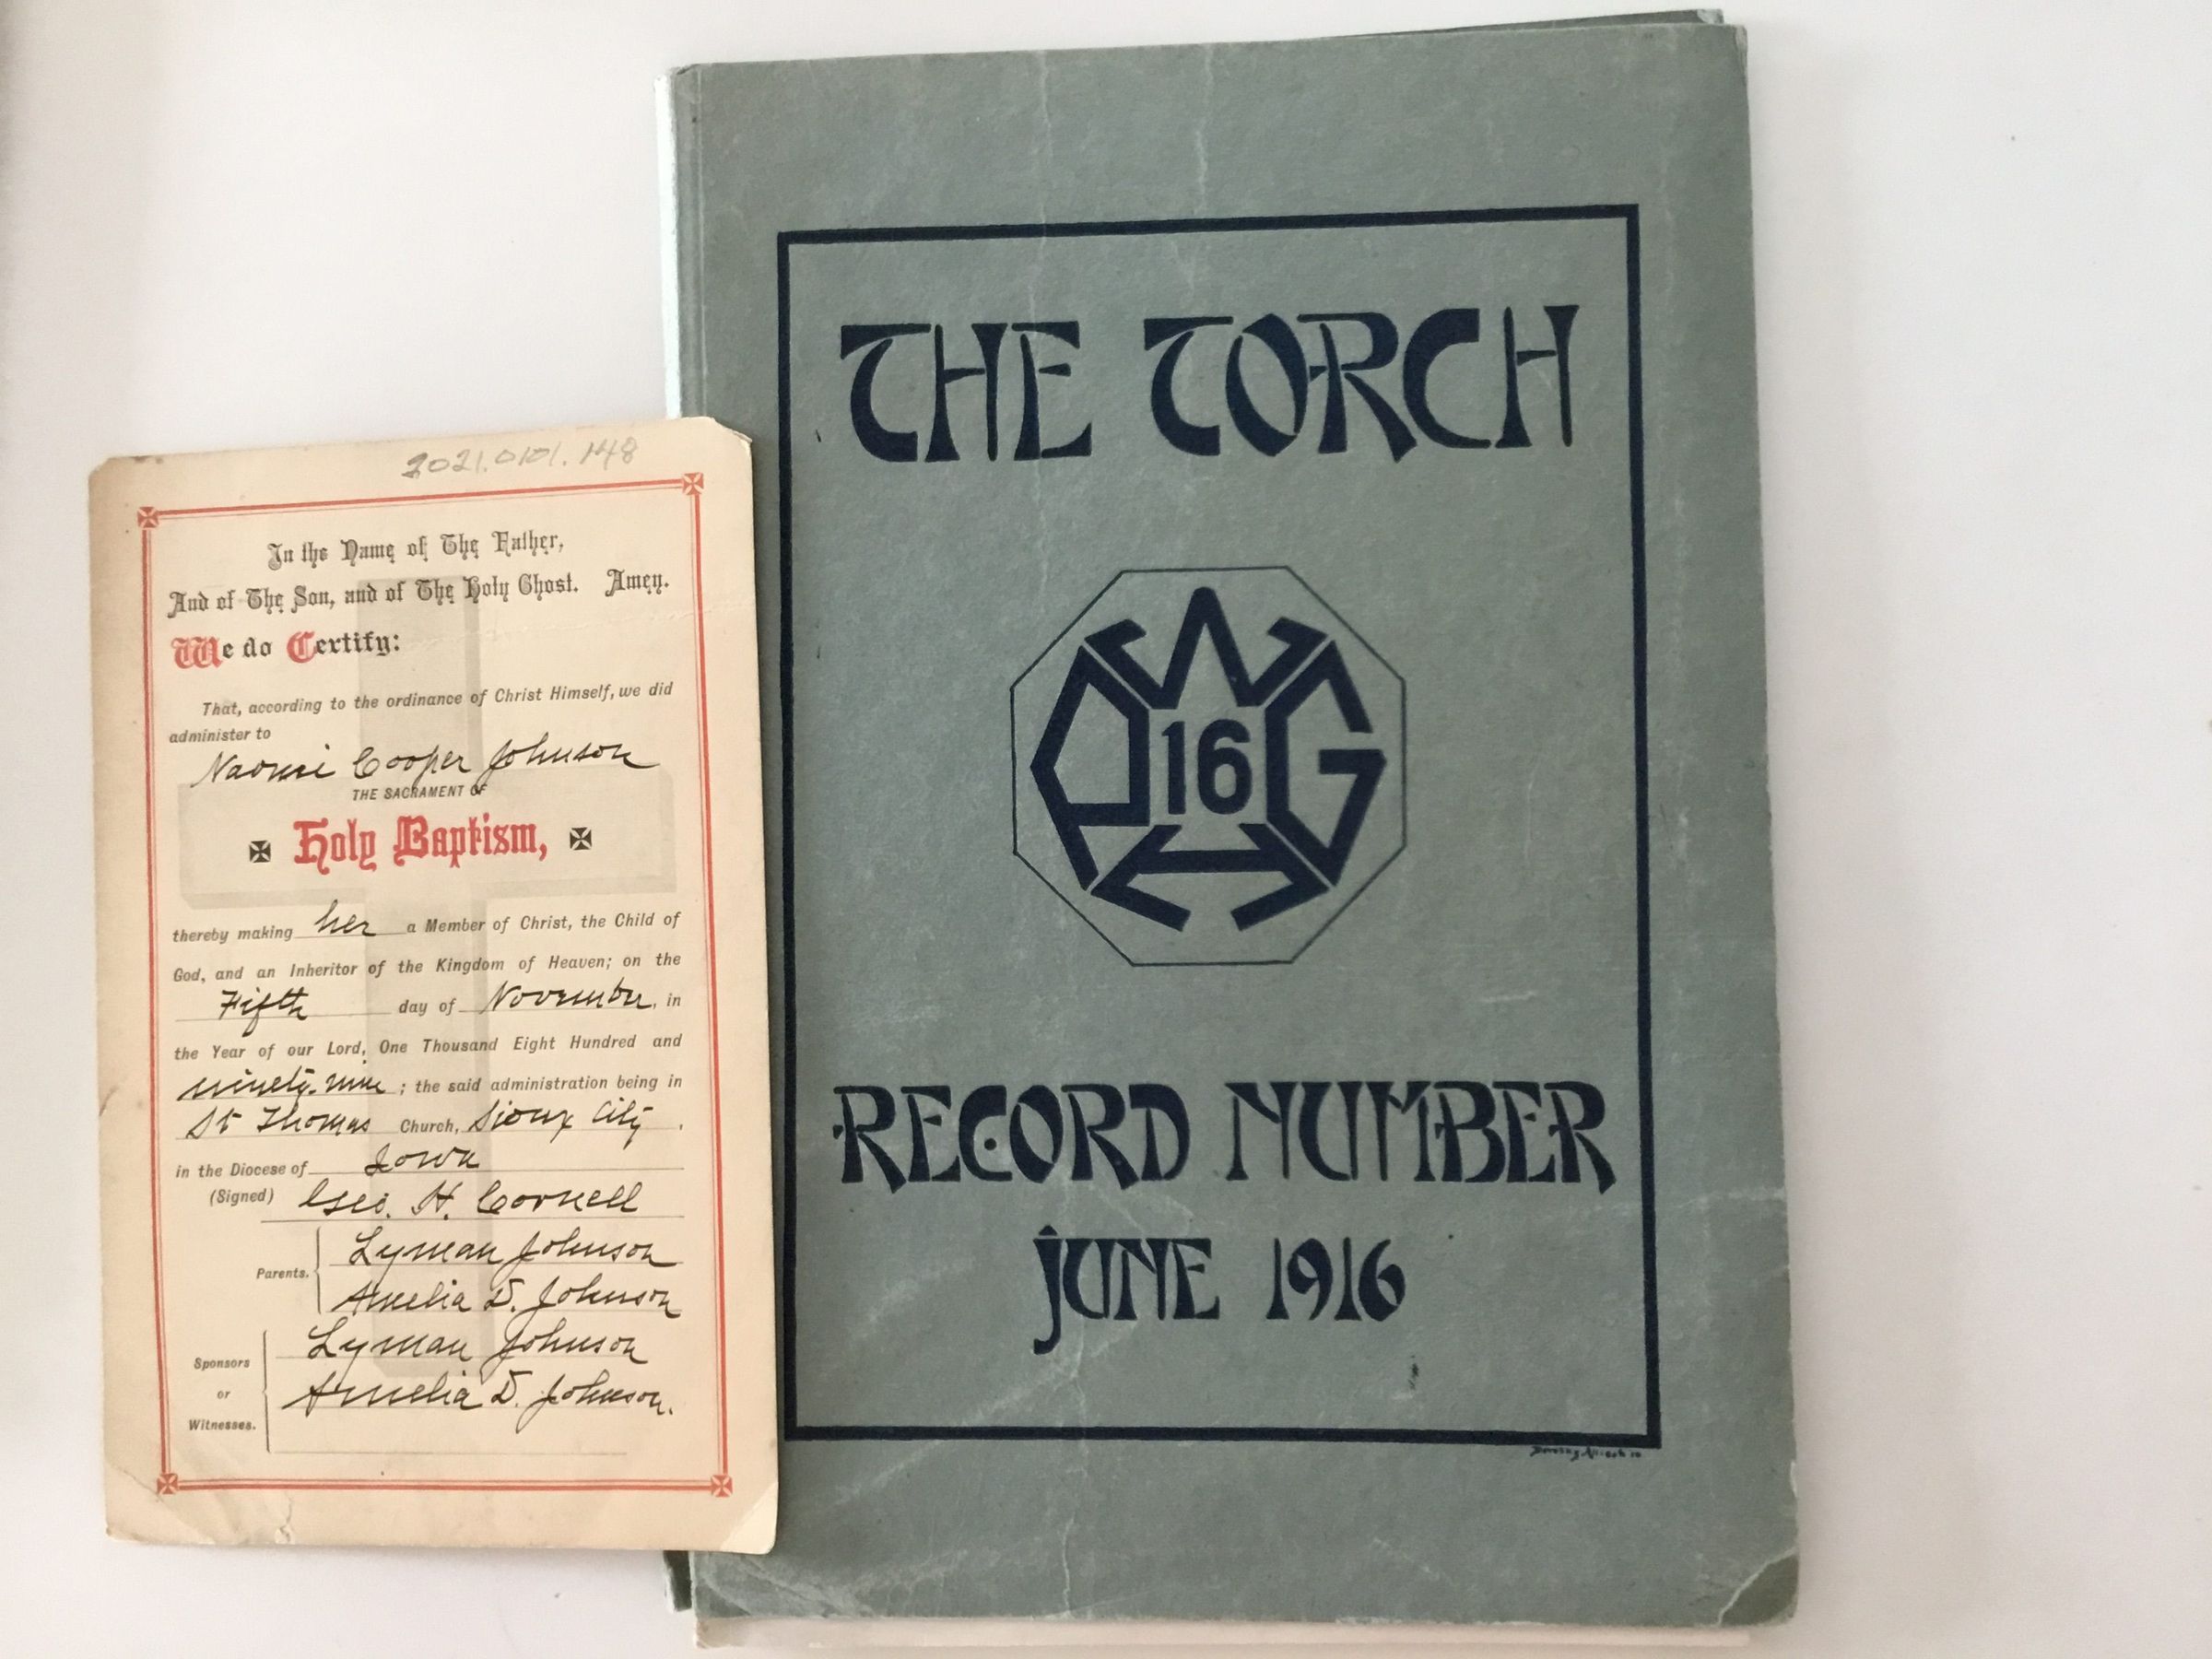 2021.0101.148
In the Name of The Father,
And of The Son, and of The Holy Ghost. Amen.
We do Certify:
That, according to the ordinance of Christ Himself, we did
administer to
Naomi Cooper Johnson
THE SACRAMENT OF
Holy Baptism,
thereby making her a Member of Christ, the Child of
God, and an Inheritor of the Kingdom of Heaven; on the
Fifth day of November, in
the Year of our Lord, One Thousand Eight Hundred and
ninety-nine; the said administration being in
St Thomas Church, Sioux City.
in the Diocese of Iowa
(Signed) Geo. H. Cornell
Parents. Lyman Johnson
Amelia D. Johnson
Sponsors or Witnesses. Lyman Johnson
Amelia D. Johnson.
THE TORCH
PWGH
16
RECORD NUMBER
JUNE 1916